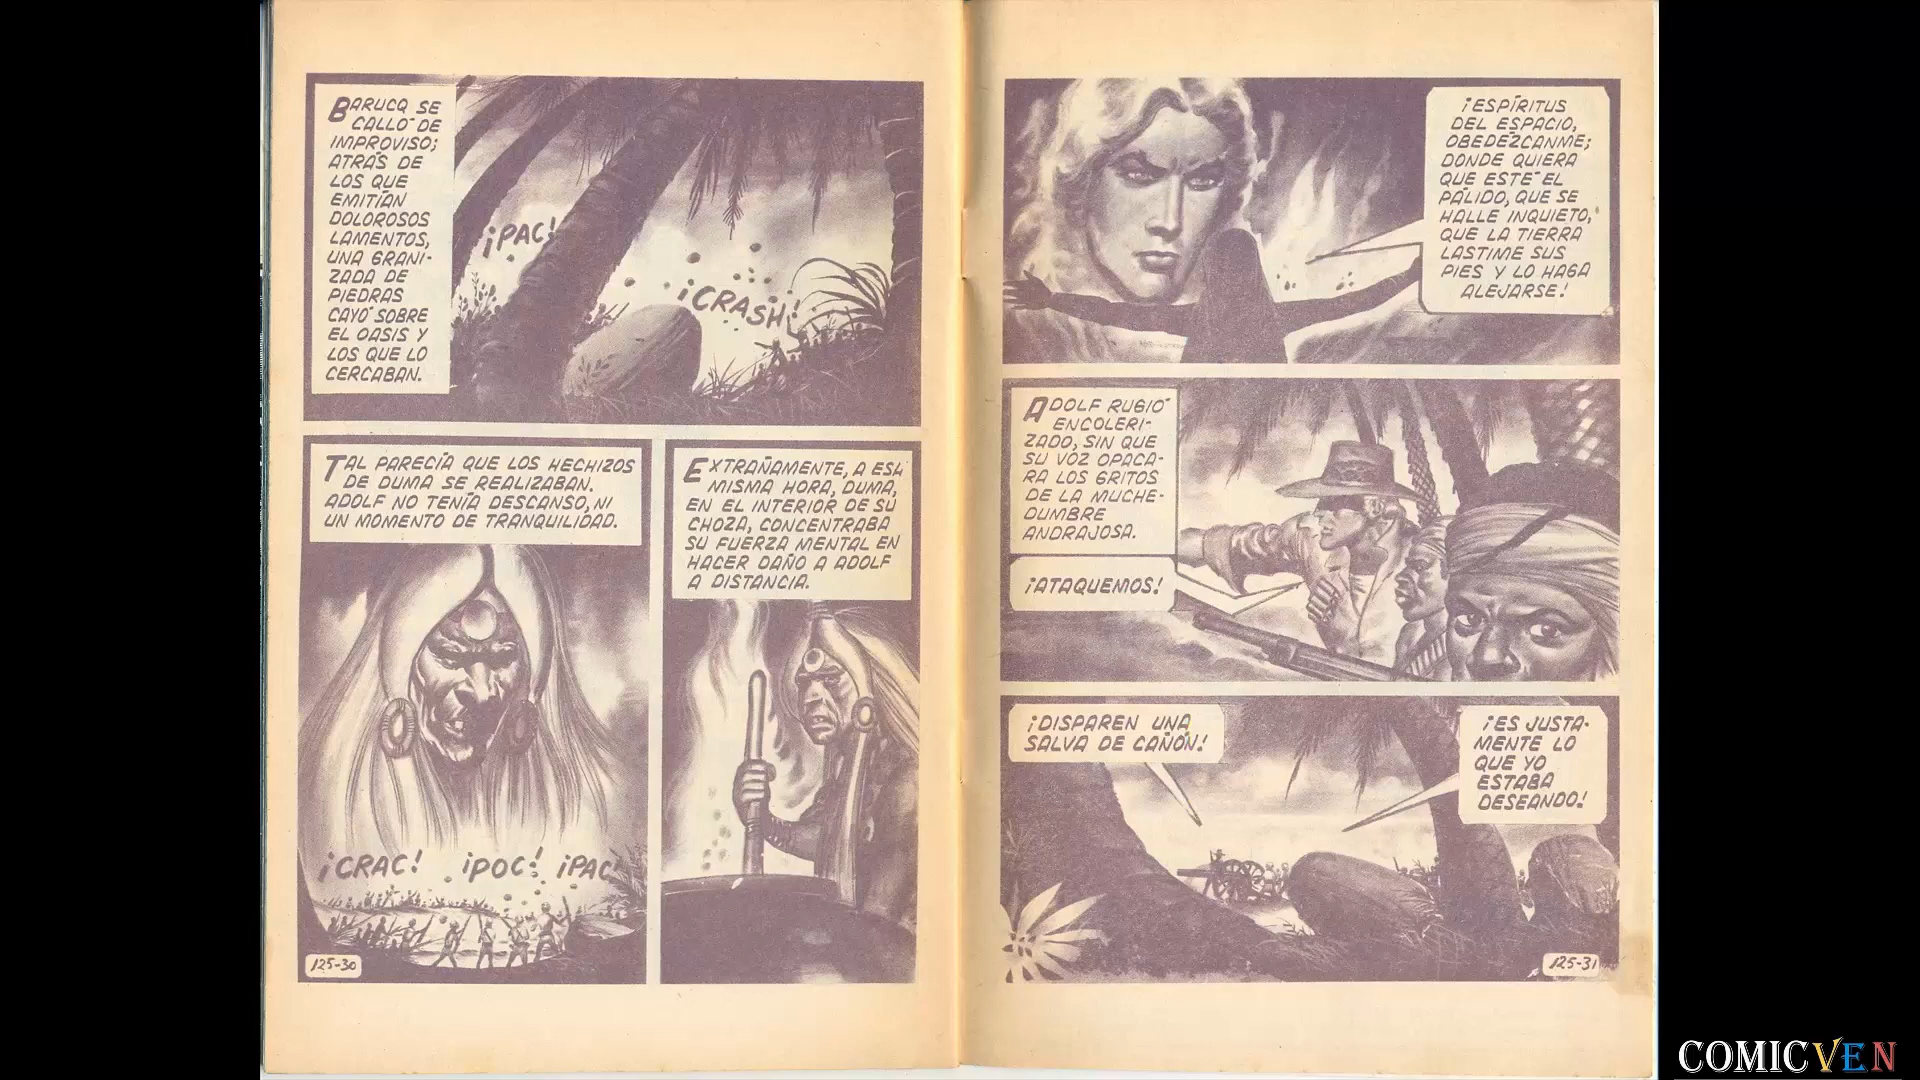 BARUCQ SE
CALLÓ DE
IMPROVISO;
ATRÁS DE
LOS QUE
EMITÍAN
DOLOROSOS
LAMENTOS,
UNA GRANI-
ZADA DE
PIEDRAS
CAYÓ SOBRE
EL OASIS Y
LOS QUE LO
CERCABAN.
¡PAC!
¡CRASH!
TAL PARECÍA QUE LOS HECHIZOS
DE DUMA SE REALIZABAN.
ADOLF NO TENÍA DESCANSO, NI
UN MOMENTO DE TRANQUILIDAD.
¡CRAC! ¡POC! ¡PAC
125-30
EXTRAÑAMENTE, A ESA
MISMA HORA, DUMA,
EN EL INTERIOR DE SU
CHOZA, CONCENTRABA
SU FUERZA MENTAL EN
HACER DAÑO A ADOLF
A DISTANCIA.
¡ESPÍRITUS
DEL ESPACIO,
OBEDÉZCANME;
DONDE QUIERA
QUE ESTÉ EL
PÁLIDO, QUE SE
HALLE INQUIETO,
QUE LA TIERRA
LASTIME SUS
PIES Y LO HAGA
ALEJARSE!
ADOLF RUGIÓ
ENCOLERI-
ZADO, SIN QUE
SU VOZ OPACA-
RA LOS GRITOS
DE LA MUCHE-
DUMBRE
ANDRAJOSA.
¡ATAQUEMOS!
¡DISPAREN UNA
SALVA DE CAÑÓN!
¡ES JUSTA-
MENTE LO
QUE YO
ESTABA
DESEANDO!
125-31
COMICVEN